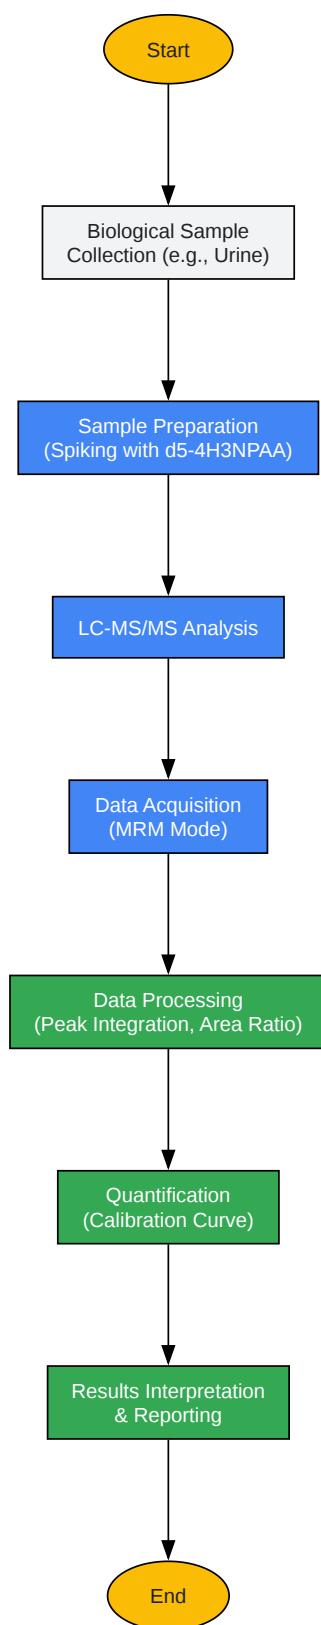 Start
Biological Sample
Collection (e.g., Urine)
Sample Preparation
(Spiking with d5-4H3NPAA)
LC-MS/MS Analysis
Data Acquisition
(MRM Mode)
Data Processing
(Peak Integration, Area Ratio)
Quantification
(Calibration Curve)
Results Interpretation
& Reporting
End